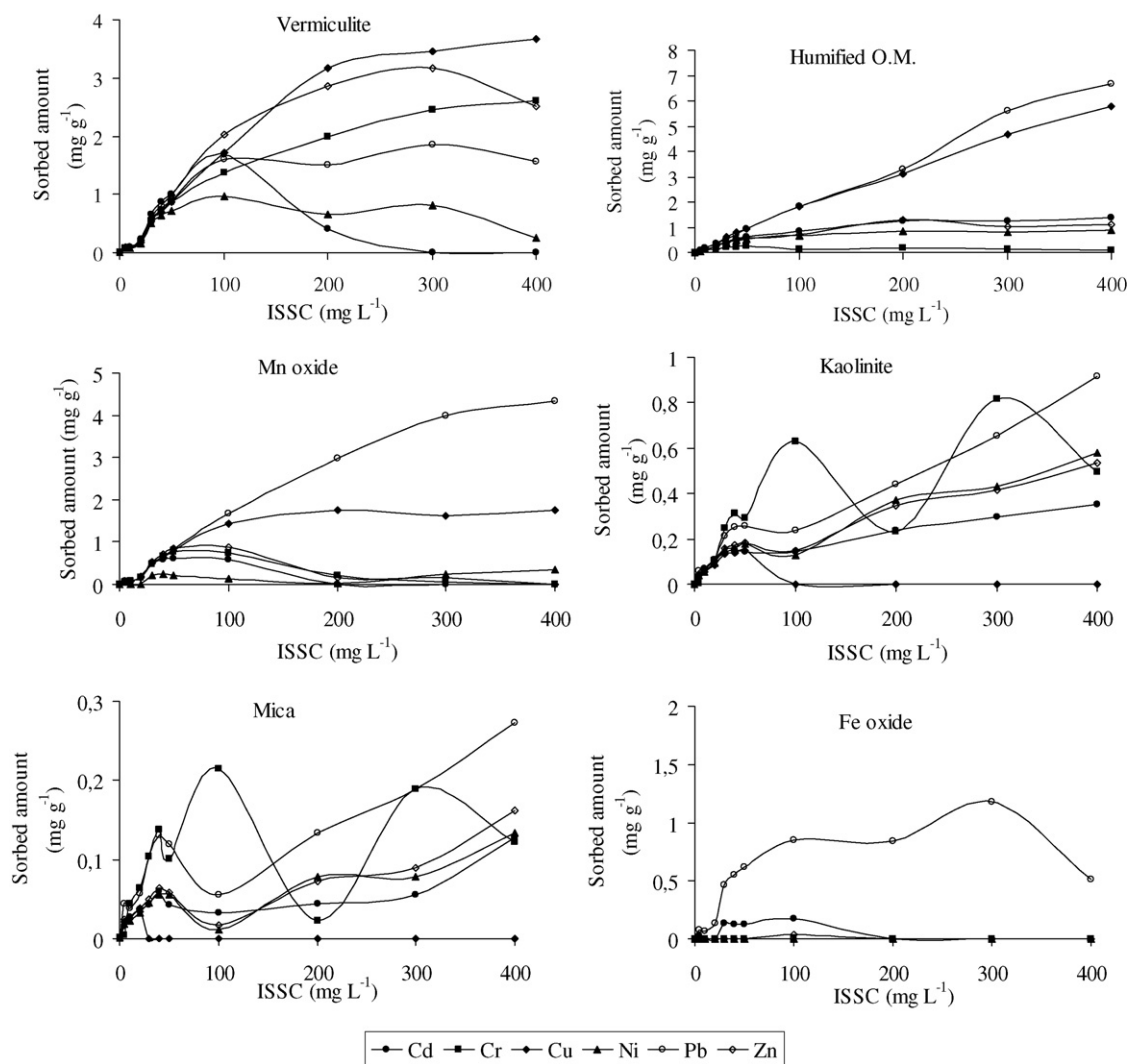 Vermiculite
4
3
2
1
0
Sorbed amount
(mg g⁻¹)
0 100 200 300 400
ISSC (mg L⁻¹)
Humified O.M.
8
7
6
5
4
3
2
1
0
Sorbed amount
(mg g⁻¹)
0 100 200 300 400
ISSC (mg L⁻¹)
Mn oxide
5
4
3
2
1
0
Sorbed amount (mg g⁻¹)
0 100 200 300 400
ISSC (mg L⁻¹)
Kaolinite
1
0,8
0,6
0,4
0,2
0
Sorbed amount
(mg g⁻¹)
0 100 200 300 400
ISSC (mg L⁻¹)
Mica
0,3
0,2
0,1
0
Sorbed amount
(mg g⁻¹)
0 100 200 300 400
ISSC (mg L⁻¹)
Fe oxide
2
1,5
1
0,5
0
Sorbed amount
(mg g⁻¹)
0 100 200 300 400
ISSC (mg L⁻¹)
Cd Cr Cu Ni Pb Zn